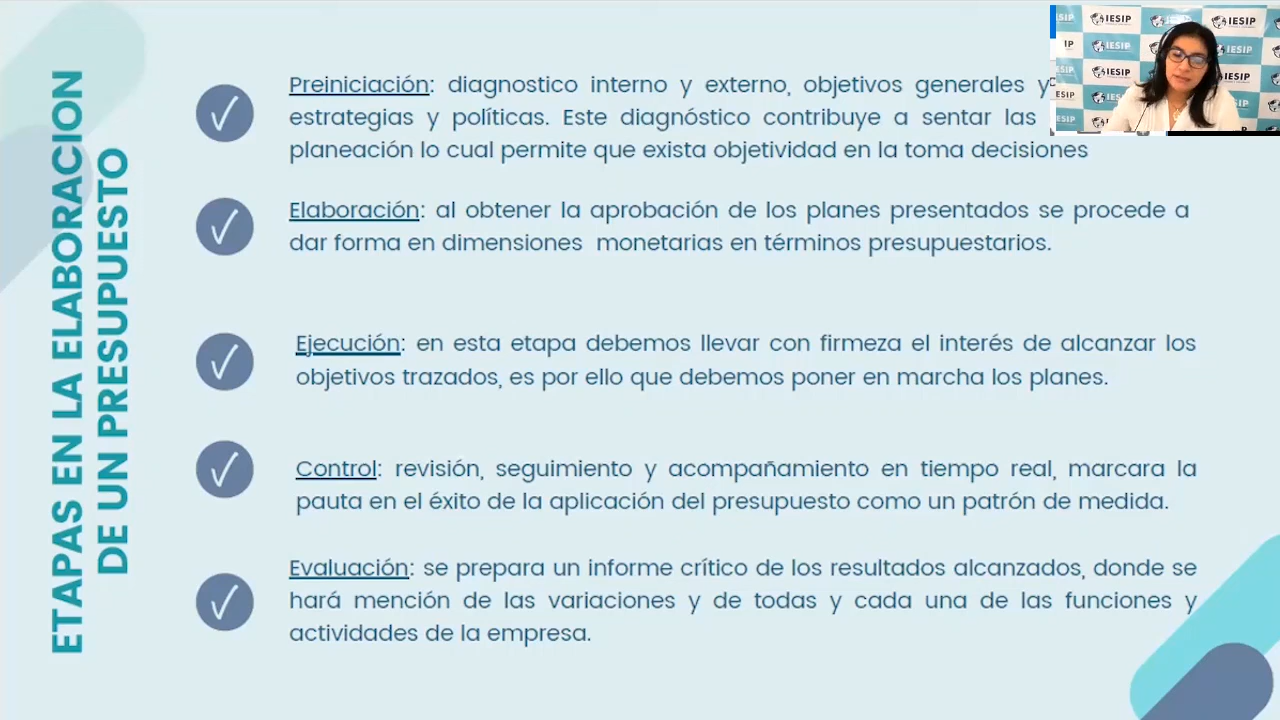 ETAPAS EN LA ELABORACION
DE UN PRESUPUESTO
Preiniciación: diagnostico interno y externo, objetivos generales y
estrategias y políticas. Este diagnóstico contribuye a sentar las
planeación lo cual permite que exista objetividad en la toma decisiones
Elaboración: al obtener la aprobación de los planes presentados se procede a
dar forma en dimensiones monetarias en términos presupuestarios.
Ejecución: en esta etapa debemos llevar con firmeza el interés de alcanzar los
objetivos trazados, es por ello que debemos poner en marcha los planes.
Control: revisión, seguimiento y acompañamiento en tiempo real, marcara la
pauta en el éxito de la aplicación del presupuesto como un patrón de medida.
Evaluación: se prepara un informe crítico de los resultados alcanzados, donde se
hará mención de las variaciones y de todas y cada una de las funciones y
actividades de la empresa.
IESIP
IESIP
IESIP
IESIP
IESIP
IESIP